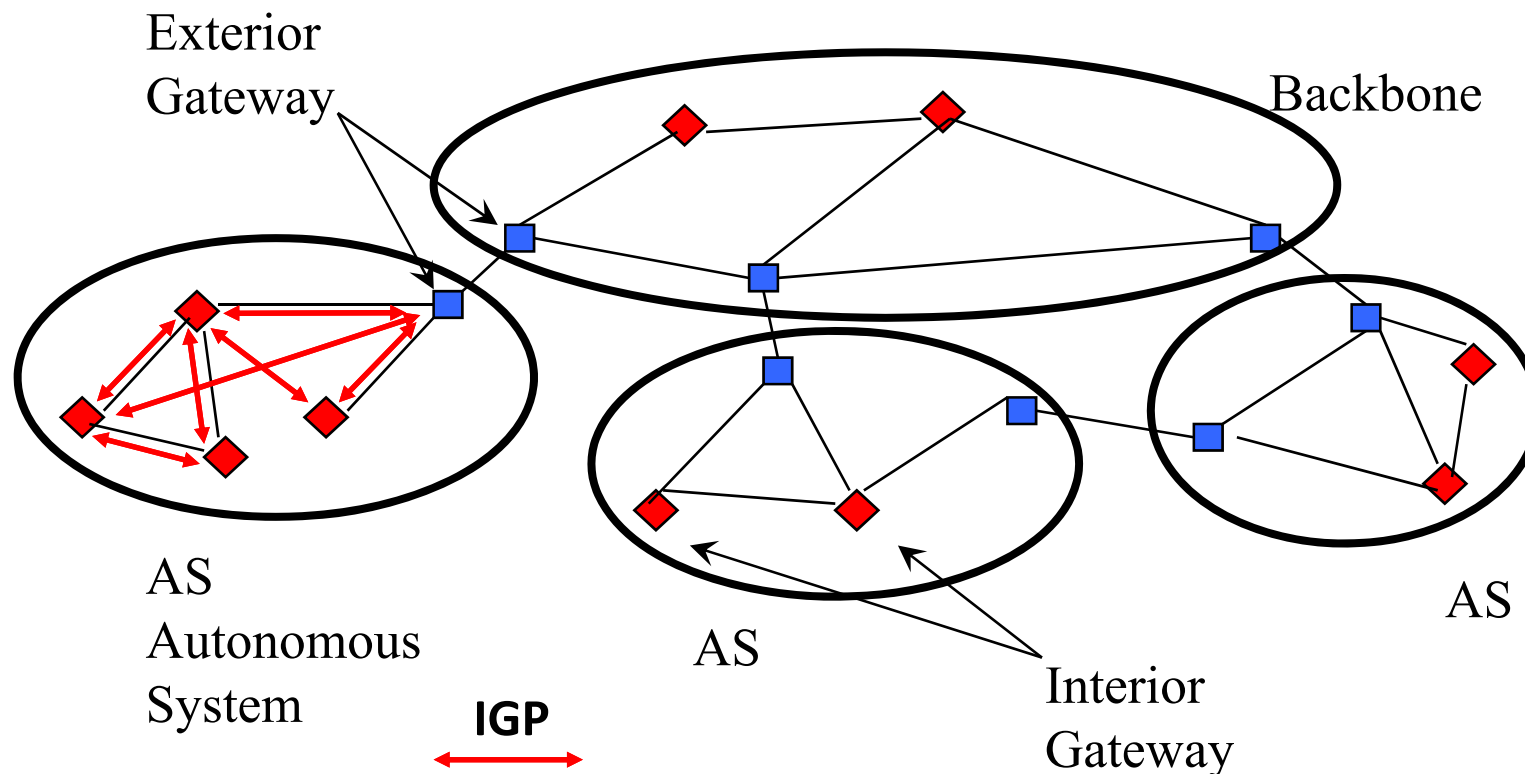 Exterior
Gateway
Backbone
AS
Autonomous
System
AS
AS
Interior
Gateway
IGP